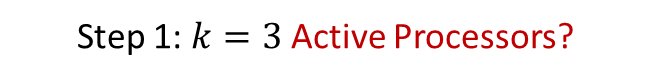 Step 1: k = 3 Active Processors?